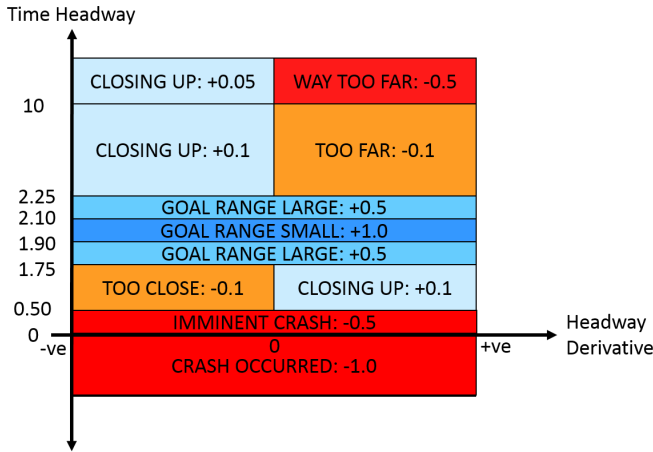 Time Headway
CLOSING UP: +0.05
WAY TOO FAR: -0.5
10
CLOSING UP: +0.1
TOO FAR: -0.1
2.25
GOAL RANGE LARGE: +0.5
2.10
GOAL RANGE SMALL: +1.0
1.90
GOAL RANGE LARGE: +0.5
1.75
TOO CLOSE: -0.1
CLOSING UP: +0.1
0.50
IMMINENT CRASH: -0.5
0
Headway
Derivative
-ve
0
+ve
CRASH OCCURRED: -1.0